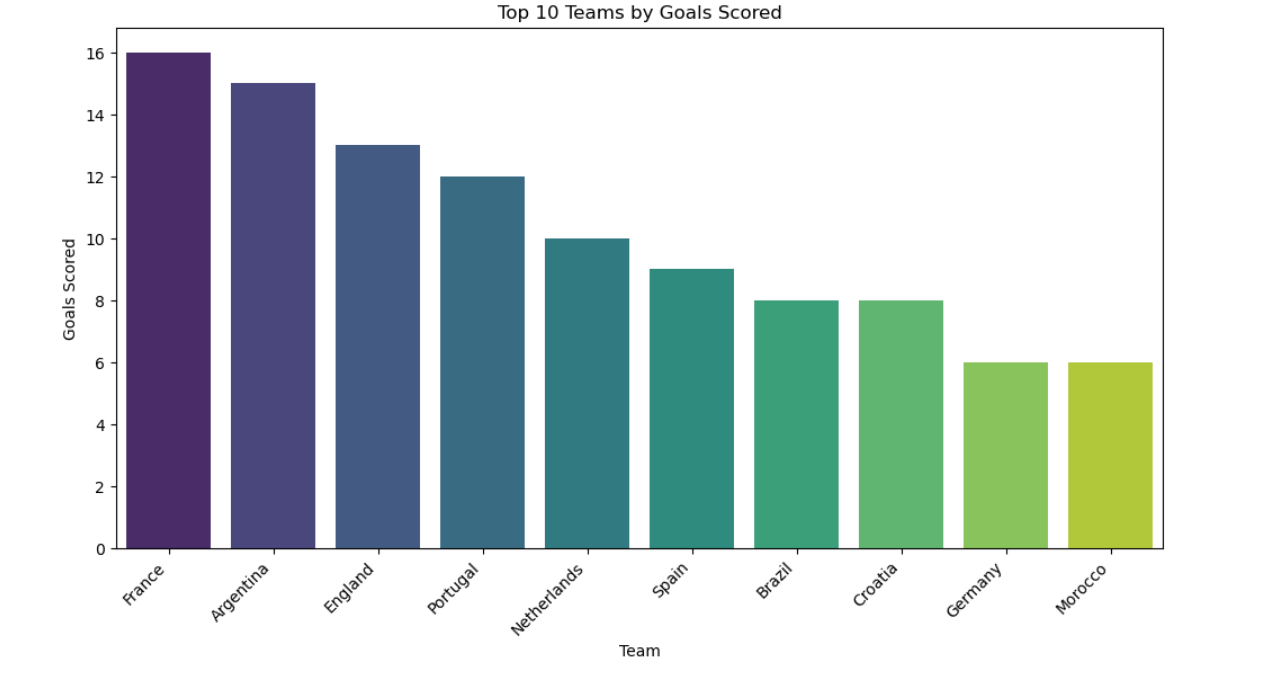 Top 10 Teams by Goals Scored
16
14
12
10
8
6
4
2
0
Goals Scored
France
Argentina
England
Portugal
Netherlands
Spain
Brazil
Croatia
Germany
Morocco
Team